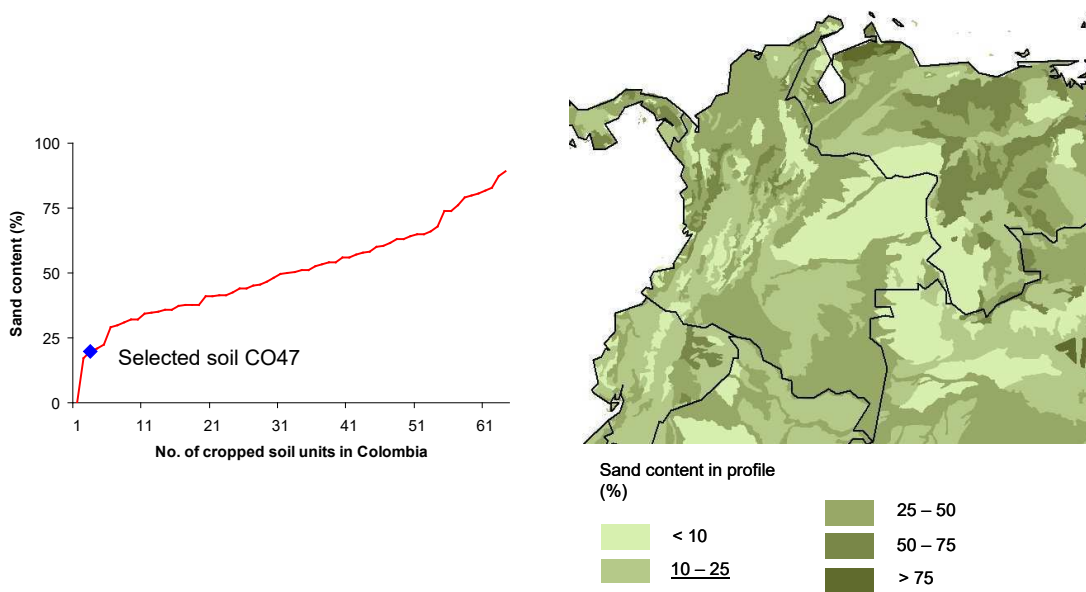 100
75
50
25
0
Sand content (%)
Selected soil CO47
1 11 21 31 41 51 61
No. of cropped soil units in Colombia
Sand content in profile
(%)
< 10
10 – 25
25 – 50
50 – 75
> 75